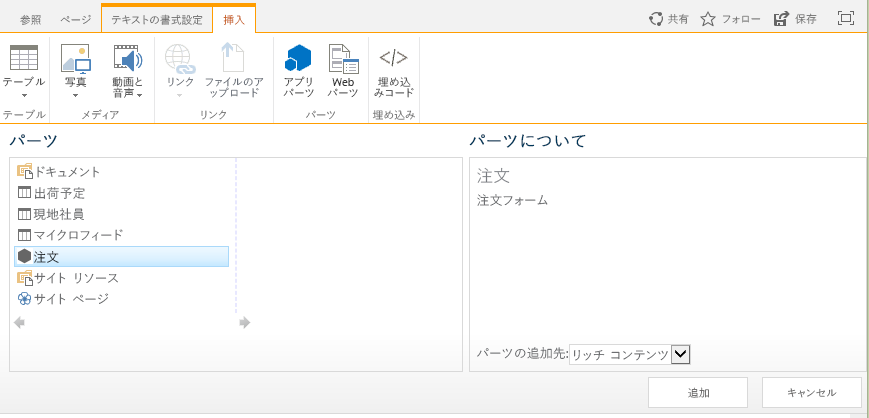 参照 ページ テキストの書式設定 挿入 共有 フォロー 保存
テーブル 写真 動画と 音声 リンク ファイルのア ップロード アプリ パーツ Web パーツ 埋め込 みコード
テーブル メディア リンク パーツ 埋め込み
パーツ パーツについて
ドキュメント
出荷予定
現地社員
マイクロフィード
注文
サイト リソース
サイト ページ
注文
注文フォーム
パーツの追加先: リッチ コンテンツ
追加 キャンセル